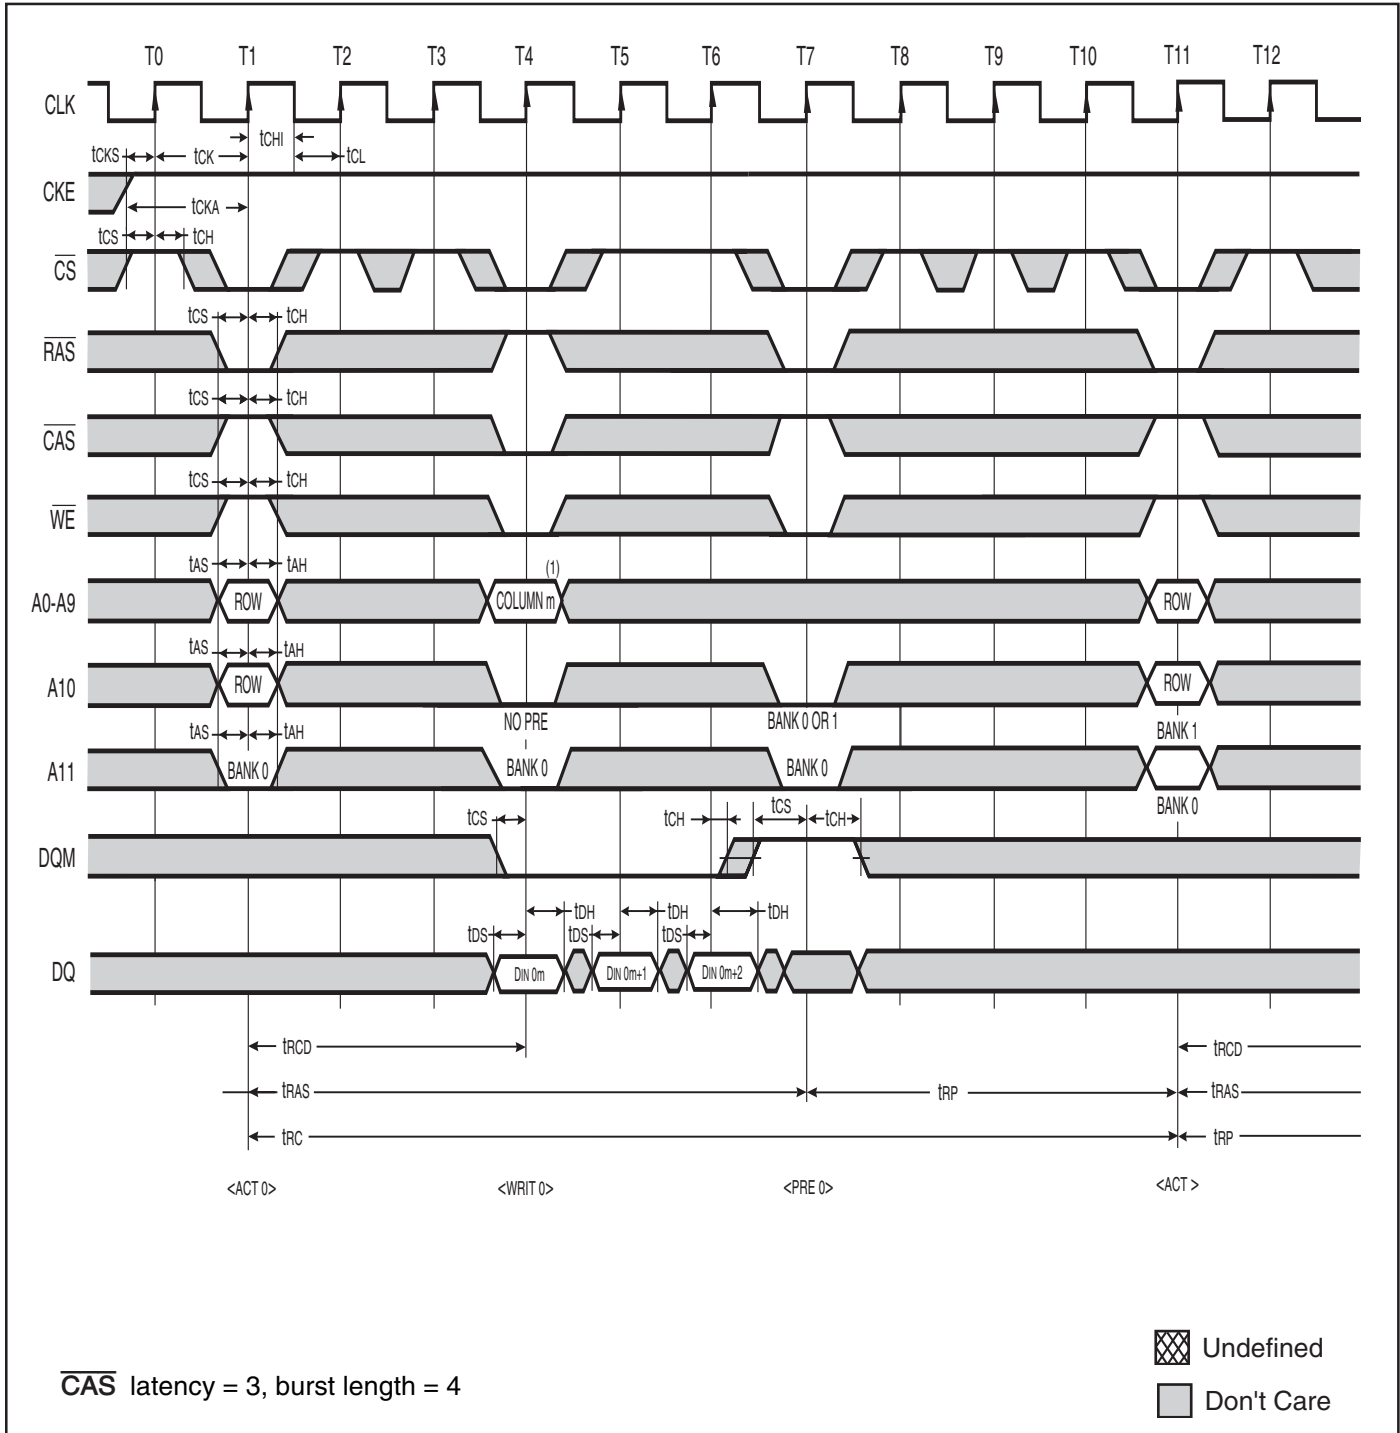 T0 T1 T2 T3 T4 T5 T6 T7 T8 T9 T10 T11 T12
CLK
tCHI
tCKS tCK tCL
CKE
tCKA
tCS tCH
CS
tCS tCH
RAS
tCS tCH
CAS
tCS tCH
WE
tAS tAH (1)
A0-A9 ROW COLUMN m ROW
tAS tAH
A10 ROW ROW
NO PRE BANK 0 OR 1 BANK 1
tAS tAH
A11 BANK 0 BANK 0 BANK 0
BANK 0
tCS tCH tCS tCH
DQM
tDH tDH tDH
tDS tDS tDS
DQ DIN 0m DIN 0m+1 DIN 0m+2
tRCD tRCD
tRAS tRP tRAS
tRC tRP
<ACT 0> <WRIT 0> <PRE 0> <ACT >
Undefined
CAS latency = 3, burst length = 4
Don't Care